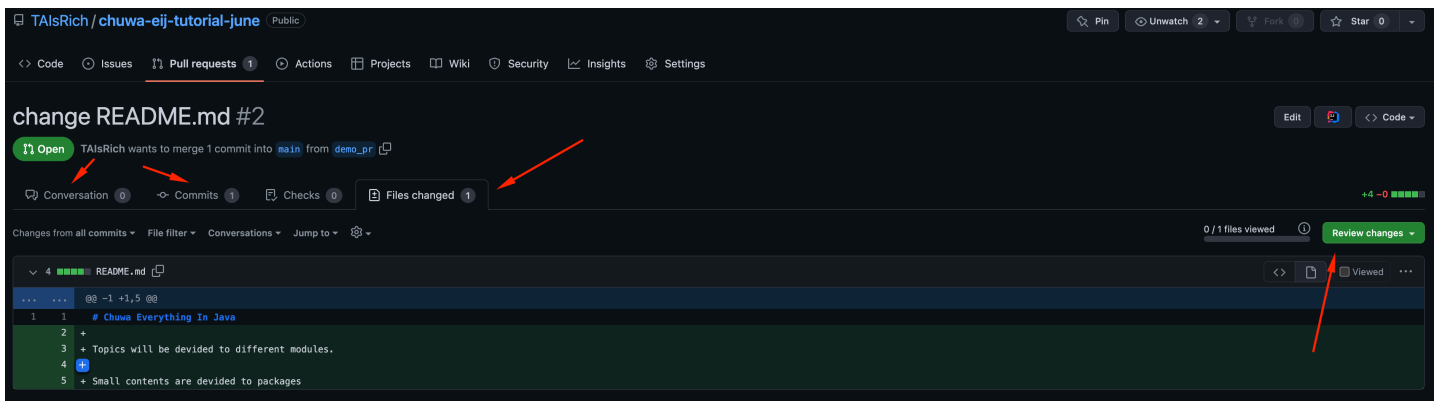 TAIsRich / chuwa-eij-tutorial-june Public Pin Unwatch 2 Fork 0 Star 0
Code Issues Pull requests 1 Actions Projects Wiki Security Insights Settings
change README.md #2 Edit Code
Open TAIsRich wants to merge 1 commit into main from demo_pr
Conversation 0 Commits 1 Checks 0 Files changed 1 +4 −0
Changes from all commits File filter Conversations Jump to 0 / 1 files viewed Review changes
4 README.md Viewed
... ... @@ -1 +1,5 @@
1 1 # Chuwa Everything In Java
2 +
3 + Topics will be devided to different modules.
4 +
5 + Small contents are devided to packages